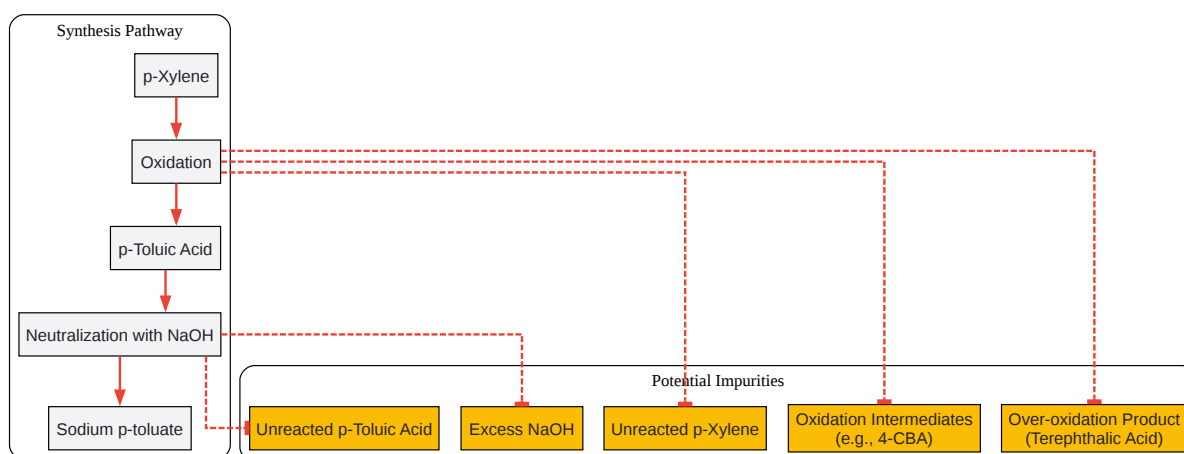 Synthesis Pathway
p-Xylene
Oxidation
p-Toluic Acid
Neutralization with NaOH
Sodium p-toluate
Potential Impurities
Unreacted p-Toluic Acid
Excess NaOH
Unreacted p-Xylene
Oxidation Intermediates
(e.g., 4-CBA)
Over-oxidation Product
(Terephthalic Acid)